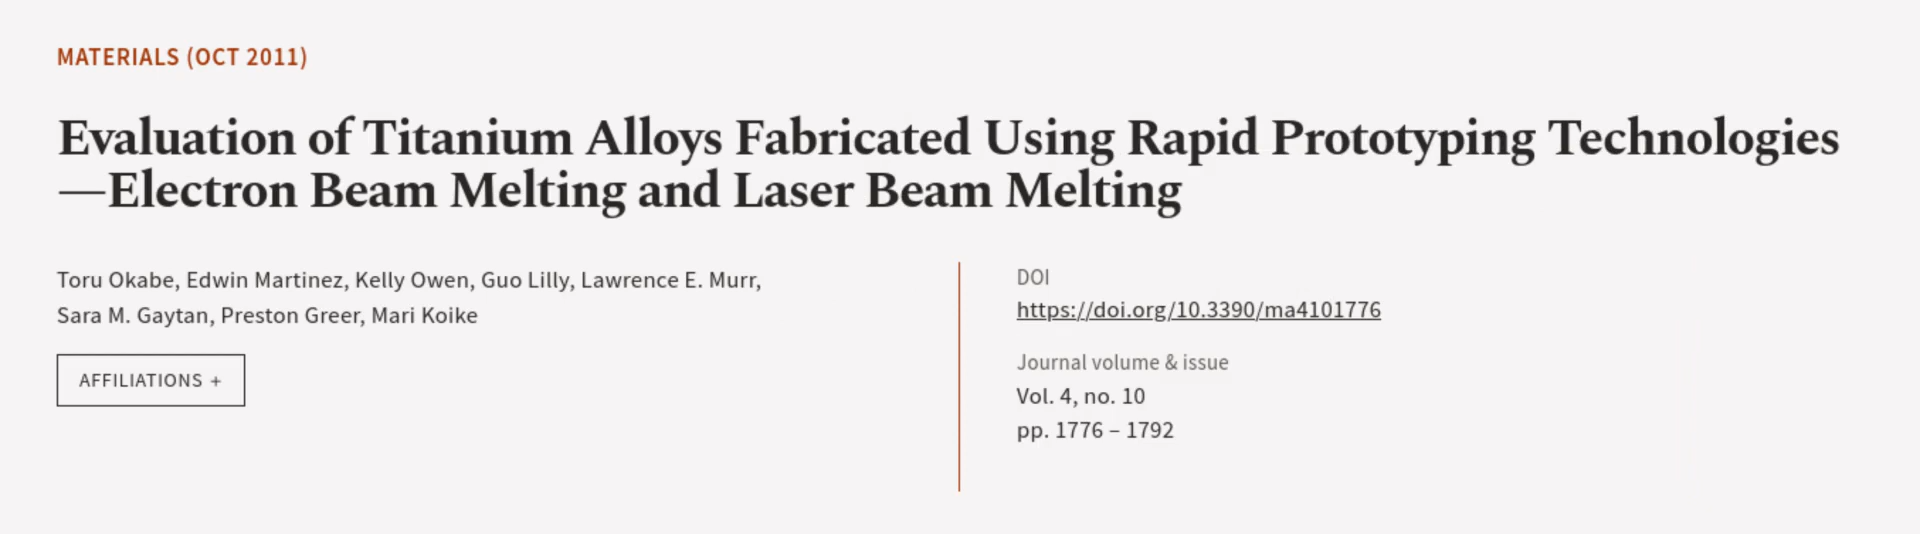 MATERIALS (OCT 2011)
Evaluation of Titanium Alloys Fabricated Using Rapid Prototyping Technologies
—Electron Beam Melting and Laser Beam Melting
Toru Okabe, Edwin Martinez, Kelly Owen, Guo Lilly, Lawrence E. Murr,
Sara M. Gaytan, Preston Greer, Mari Koike
AFFILIATIONS +
DOI
https://doi.org/10.3390/ma4101776
Journal volume & issue
Vol. 4, no. 10
pp. 1776 – 1792